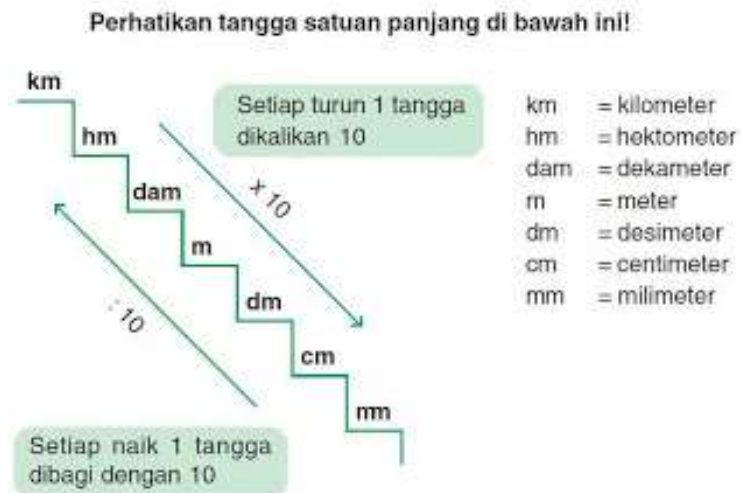 Perhatikan tangga satuan panjang di bawah ini!
km
hm
dam
m
dm
cm
mm
Setiap turun 1 tangga
dikalikan 10
x 10
: 10
Setiap naik 1 tangga
dibagi dengan 10
km = kilometer
hm = hektometer
dam = dekameter
m = meter
dm = desimeter
cm = centimeter
mm = milimeter